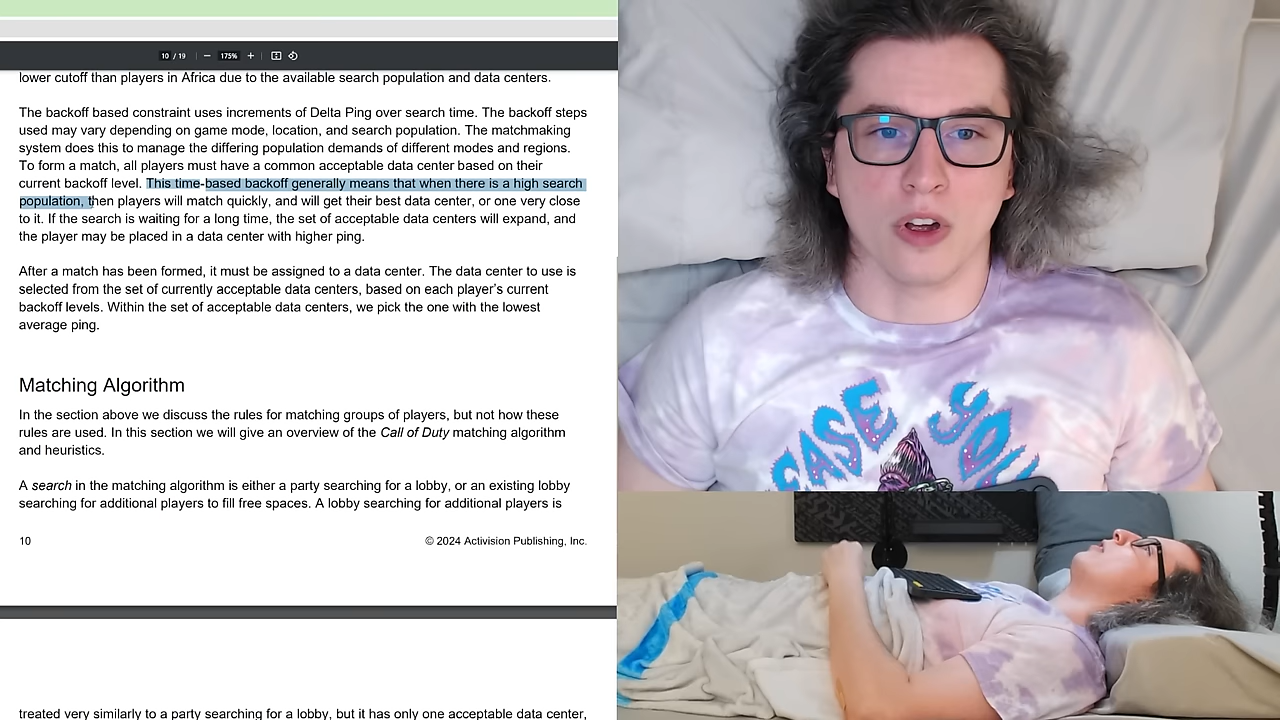 10 / 19
175%
lower cutoff than players in Africa due to the available search population and data centers.
The backoff based constraint uses increments of Delta Ping over search time. The backoff steps
used may vary depending on game mode, location, and search population. The matchmaking
system does this to manage the differing population demands of different modes and regions.
To form a match, all players must have a common acceptable data center based on their
current backoff level. This time-based backoff generally means that when there is a high search
population, then players will match quickly, and will get their best data center, or one very close
to it. If the search is waiting for a long time, the set of acceptable data centers will expand, and
the player may be placed in a data center with higher ping.
After a match has been formed, it must be assigned to a data center. The data center to use is
selected from the set of currently acceptable data centers, based on each player’s current
backoff levels. Within the set of acceptable data centers, we pick the one with the lowest
average ping.
Matching Algorithm
In the section above we discuss the rules for matching groups of players, but not how these
rules are used. In this section we will give an overview of the Call of Duty matching algorithm
and heuristics.
A search in the matching algorithm is either a party searching for a lobby, or an existing lobby
searching for additional players to fill free spaces. A lobby searching for additional players is
10
© 2024 Activision Publishing, Inc.
treated very similarly to a party searching for a lobby, but it has only one acceptable data center,